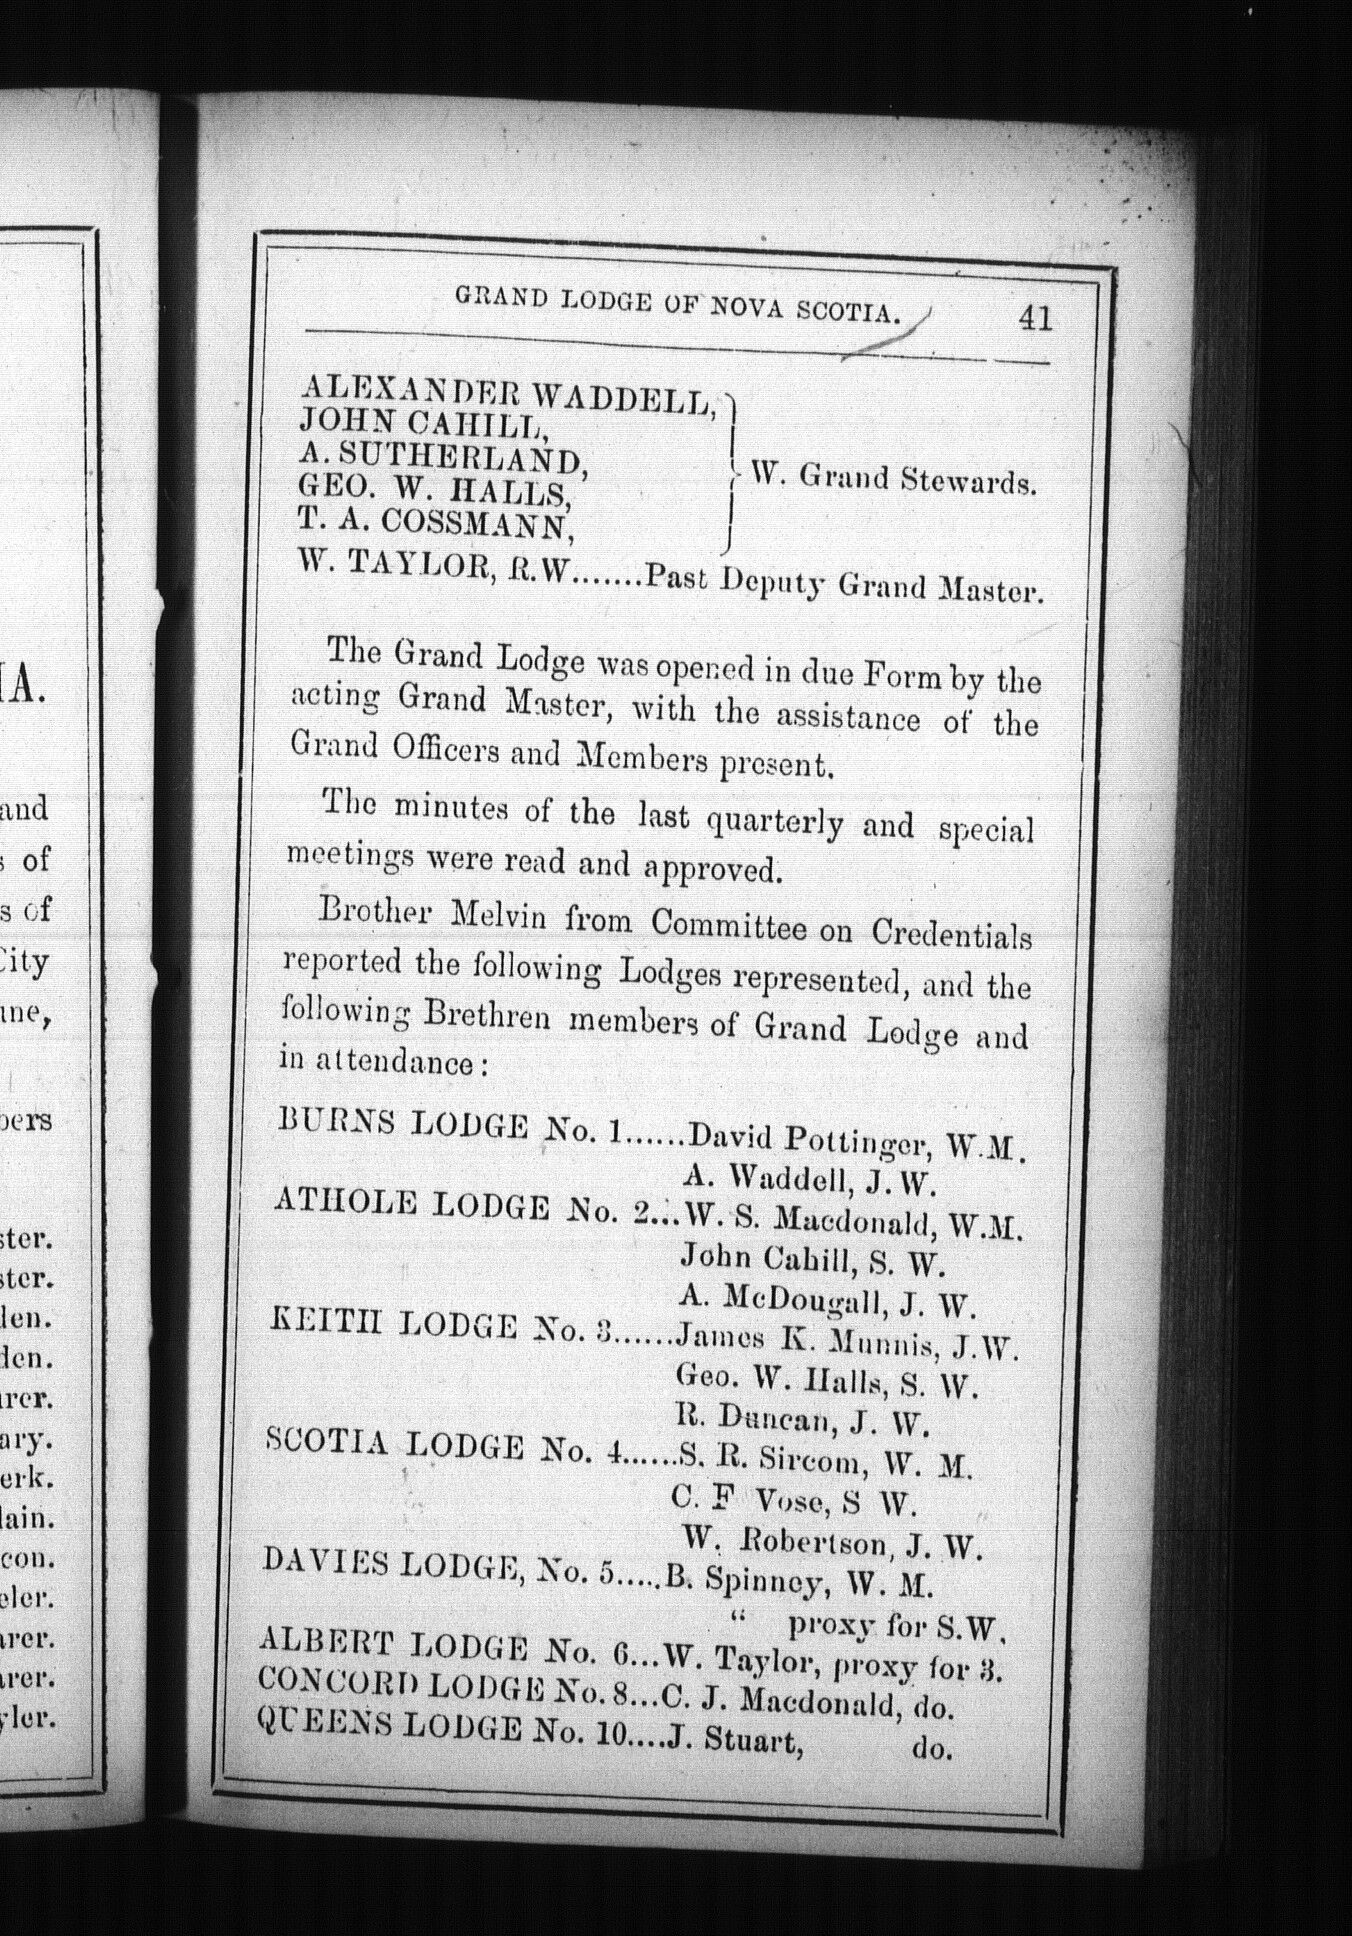 GRAND LODGE OF NOVA SCOTIA. 41
ALEXANDER WADDELL,
JOHN CAHILL,
A. SUTHERLAND,
GEO. W. HALLS,
T. A. COSSMANN,
W. Grand Stewards.
W. TAYLOR, R.W.......Past Deputy Grand Master.
The Grand Lodge was opened in due Form by the
acting Grand Master, with the assistance of the
Grand Officers and Members present.
The minutes of the last quarterly and special
meetings were read and approved.
Brother Melvin from Committee on Credentials
reported the following Lodges represented, and the
following Brethren members of Grand Lodge and
in attendance:
BURNS LODGE No. 1......David Pottinger, W.M.
A. Waddell, J. W.
ATHOLE LODGE No. 2...W. S. Macdonald, W.M.
John Cahill, S. W.
A. McDougall, J. W.
KEITH LODGE No. 3......James K. Munnis, J.W.
Geo. W. Halls, S. W.
R. Duncan, J. W.
SCOTIA LODGE No. 4......S. R. Sircom, W. M.
C. F Vose, S W.
W. Robertson, J. W.
DAVIES LODGE, No. 5.....B. Spinney, W. M.
" proxy for S.W.
ALBERT LODGE No. 6...W. Taylor, proxy for 3.
CONCORD LODGE No. 8...C. J. Macdonald, do.
QUEENS LODGE No. 10....J. Stuart, do.